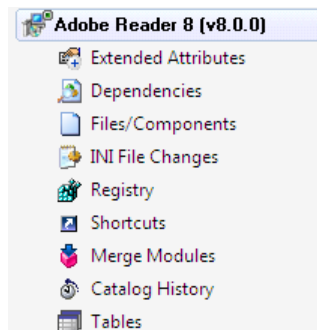 Adobe Reader 8 (v8.0.0)
Extended Attributes
Dependencies
Files/Components
INI File Changes
Registry
Shortcuts
Merge Modules
Catalog History
Tables